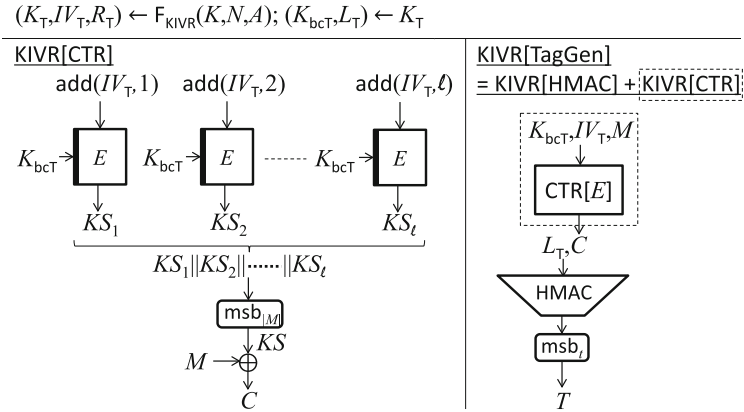 (K_T,IV_T,R_T) ← F_KIVR(K,N,A); (K_bcT,L_T) ← K_T
KIVR[CTR]
add(IV_T,1) add(IV_T,2) add(IV_T,ℓ)
K_bcT E K_bcT E K_bcT E
KS_1 KS_2 KS_ℓ
KS_1||KS_2||······||KS_ℓ
msb_|M|
KS
M
C
KIVR[TagGen]
= KIVR[HMAC] + KIVR[CTR]
K_bcT,IV_T,M
CTR[E]
L_T,C
HMAC
msb_t
T